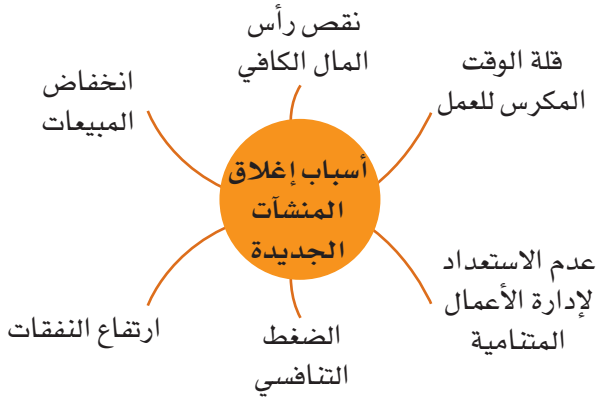 أسباب إغلاق
المنشآت
الجديدة
نقص رأس
المال الكافي
قلة الوقت
المكرس للعمل
عدم الاستعداد
لإدارة الأعمال
المتنامية
الضغط
التنافسي
ارتفاع النفقات
انخفاض
المبيعات